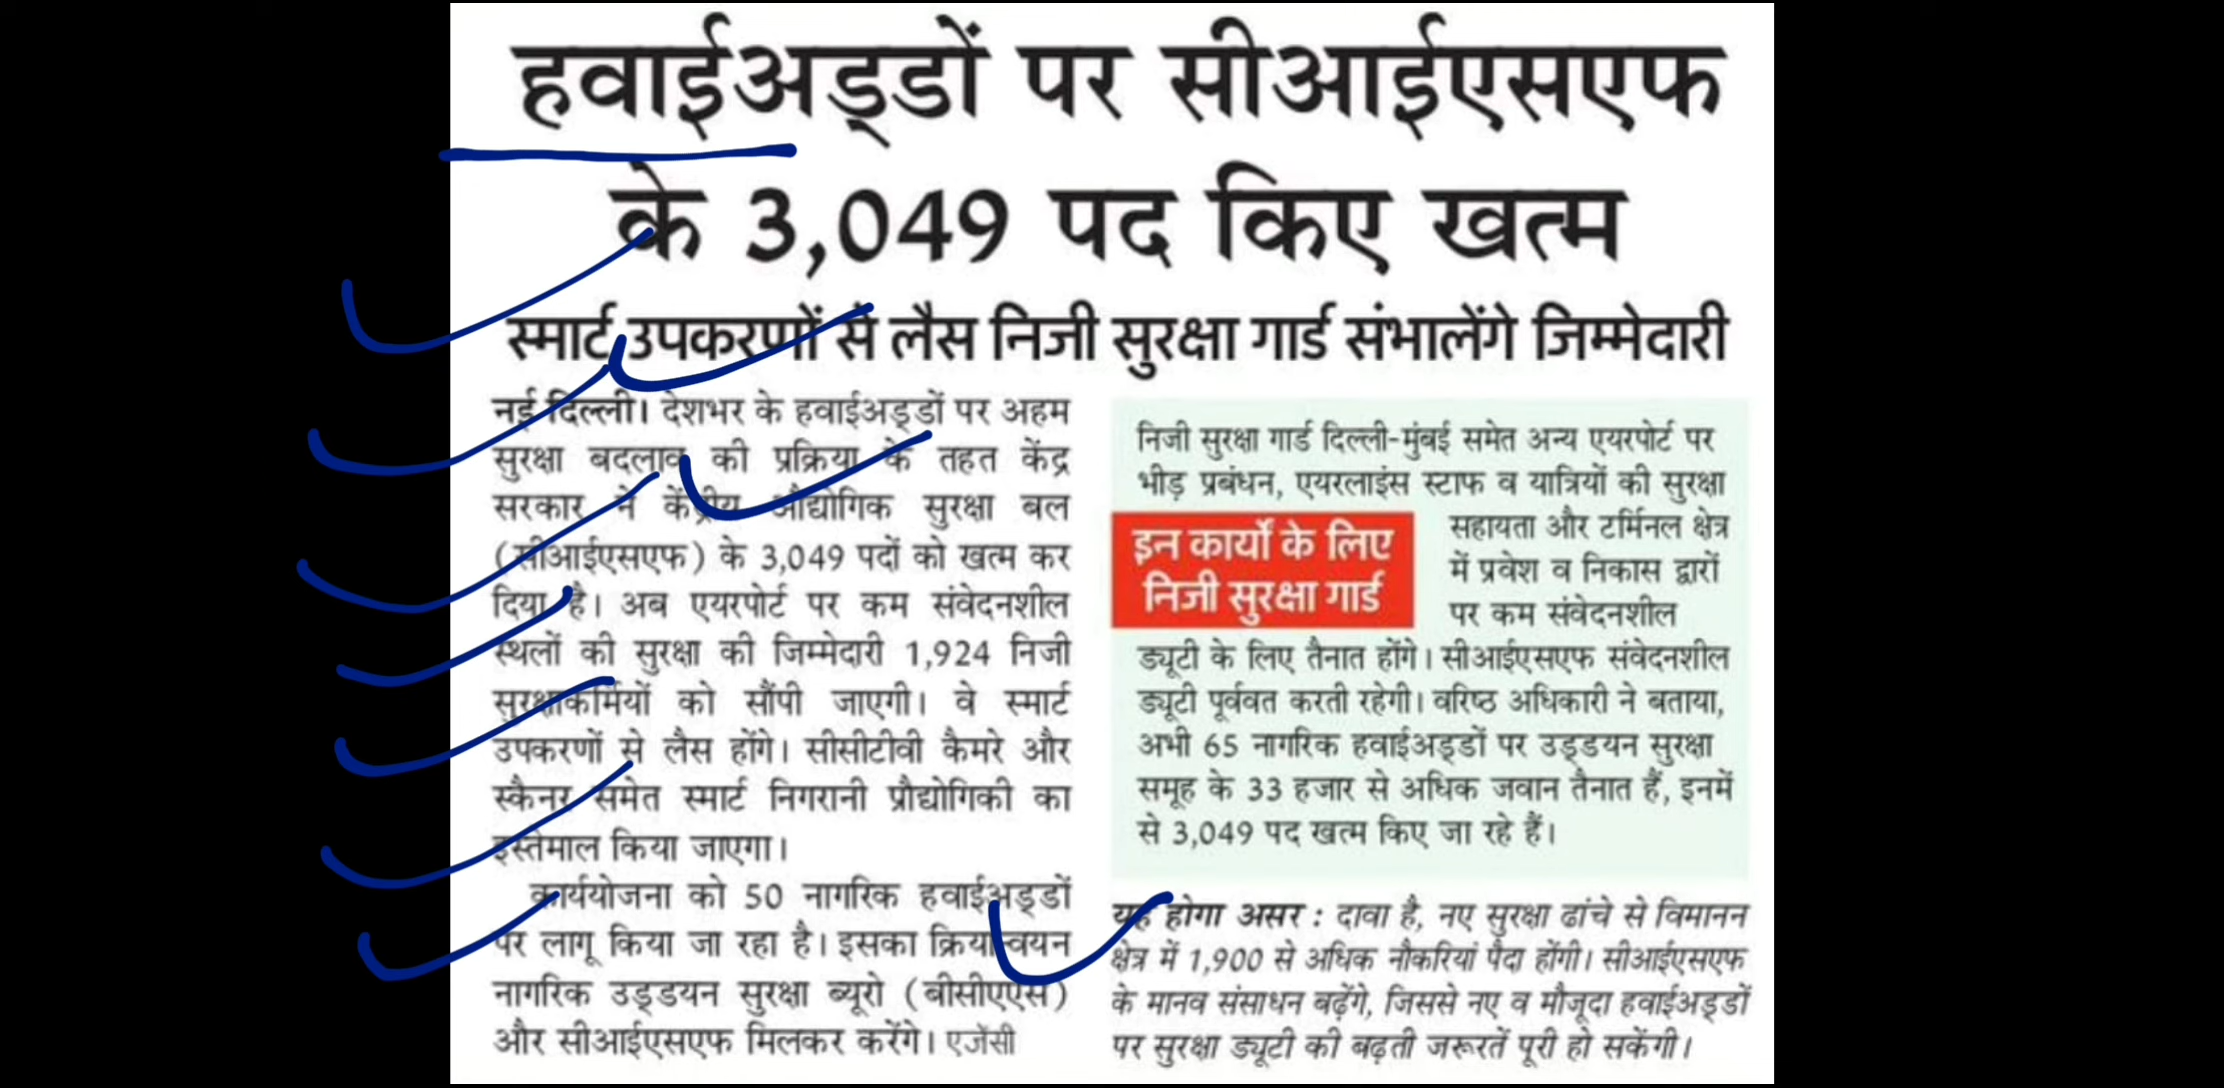 हवाईअड्डों पर सीआईएसएफ
के 3,049 पद किए खत्म
स्मार्ट उपकरणों से लैस निजी सुरक्षा गार्ड संभालेंगे जिम्मेदारी
नई दिल्ली। देशभर के हवाईअड्डों पर अहम
सुरक्षा बदलाव की प्रक्रिया के तहत केंद्र
सरकार ने केंद्रीय औद्योगिक सुरक्षा बल
(सीआईएसएफ) के 3,049 पदों को खत्म कर
दिया है। अब एयरपोर्ट पर कम संवेदनशील
स्थलों की सुरक्षा की जिम्मेदारी 1,924 निजी
सुरक्षाकर्मियों को सौंपी जाएगी। वे स्मार्ट
उपकरणों से लैस होंगे। सीसीटीवी कैमरे और
स्कैनर समेत स्मार्ट निगरानी प्रौद्योगिकी का
इस्तेमाल किया जाएगा।
कार्ययोजना को 50 नागरिक हवाईअड्डों
पर लागू किया जा रहा है। इसका क्रियान्वयन
नागरिक उड्डयन सुरक्षा ब्यूरो (बीसीएएस)
और सीआईएसएफ मिलकर करेंगे। एजेंसी
निजी सुरक्षा गार्ड दिल्ली-मुंबई समेत अन्य एयरपोर्ट पर
भीड़ प्रबंधन, एयरलाइंस स्टाफ व यात्रियों की सुरक्षा
इन कार्यों के लिए
निजी सुरक्षा गार्ड
सहायता और टर्मिनल क्षेत्र
में प्रवेश व निकास द्वारों
पर कम संवेदनशील
ड्यूटी के लिए तैनात होंगे। सीआईएसएफ संवेदनशील
ड्यूटी पूर्ववत करती रहेगी। वरिष्ठ अधिकारी ने बताया,
अभी 65 नागरिक हवाईअड्डों पर उड्डयन सुरक्षा
समूह के 33 हजार से अधिक जवान तैनात हैं, इनमें
से 3,049 पद खत्म किए जा रहे हैं।
यह होगा असर : दावा है, नए सुरक्षा ढांचे से विमानन
क्षेत्र में 1,900 से अधिक नौकरियां पैदा होंगी। सीआईएसएफ
के मानव संसाधन बढ़ेंगे, जिससे नए व मौजूदा हवाईअड्डों
पर सुरक्षा ड्यूटी की बढ़ती जरूरतें पूरी हो सकेंगी।